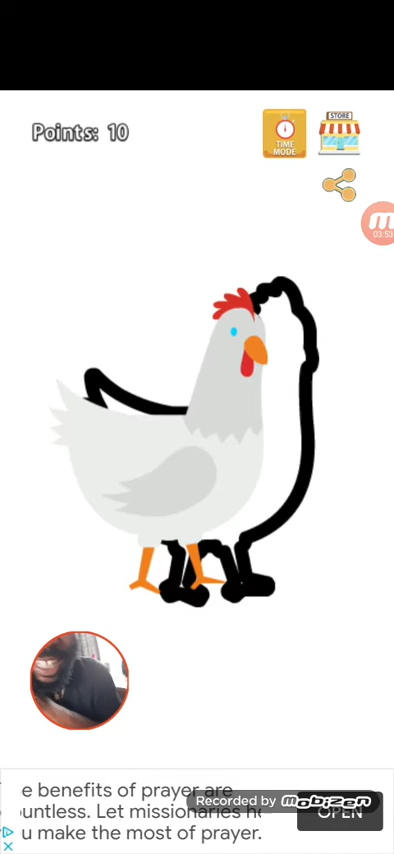 Points: 10
STORE
TIME
MODE
03:53
e benefits of prayer are
untless. Let missionaries h
u make the most of prayer.
Recorded by mobizen
OPEN